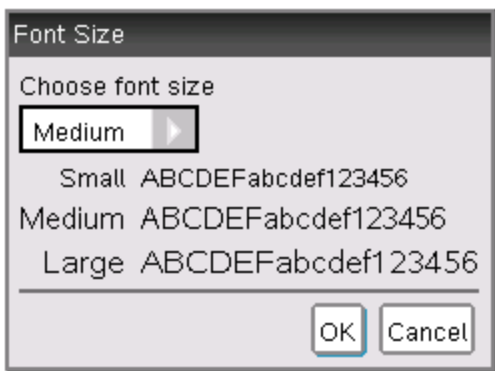 Font Size
Choose font size
Medium
Small ABCDEFabcdef123456
Medium ABCDEFabcdef123456
Large ABCDEFabcdef123456
OK Cancel